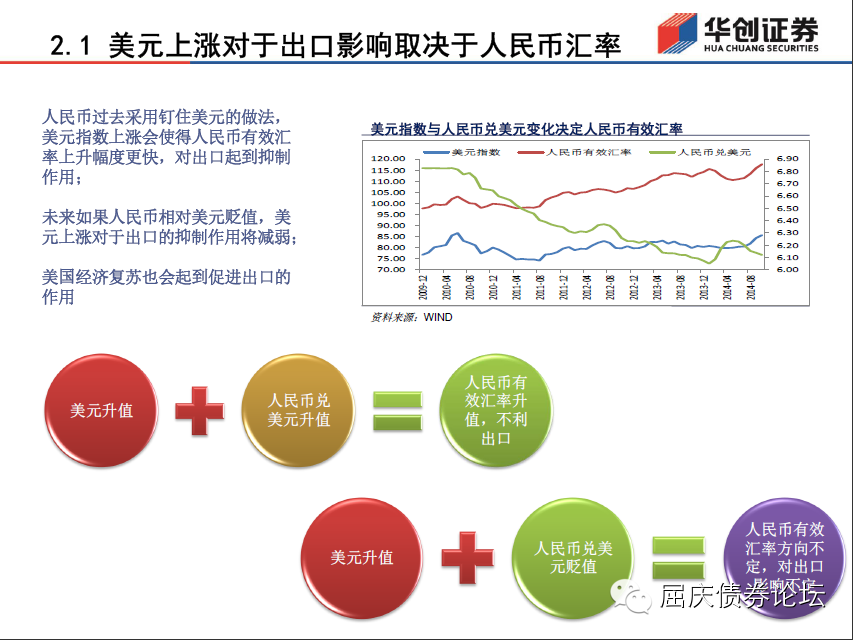 2.1 美元上涨对于出口影响取决于人民币汇率
华创证券
HUA CHUANG SECURITIES
人民币过去采用钉住美元的做法，
美元指数上涨会使得人民币有效汇
率上升幅度更快，对出口起到抑制
作用；
未来如果人民币相对美元贬值，美
元上涨对于出口的抑制作用将减弱；
美国经济复苏也会起到促进出口的
作用
美元指数与人民币兑美元变化决定人民币有效汇率
美元指数 人民币有效汇率 人民币兑美元
120.00
115.00
110.00
105.00
100.00
95.00
90.00
85.00
80.00
75.00
70.00
6.90
6.80
6.70
6.60
6.50
6.40
6.30
6.20
6.10
6.00
2009-12
2010-04
2010-08
2010-12
2011-04
2011-08
2011-12
2012-04
2012-08
2012-12
2013-04
2013-08
2013-12
2014-04
2014-08
资料来源：WIND
美元升值
人民币兑
美元升值
人民币有
效汇率升
值，不利
出口
美元升值
人民币兑美
元贬值
人民币有效
汇率方向不
定，对出口
影响不定
屈庆债券论坛